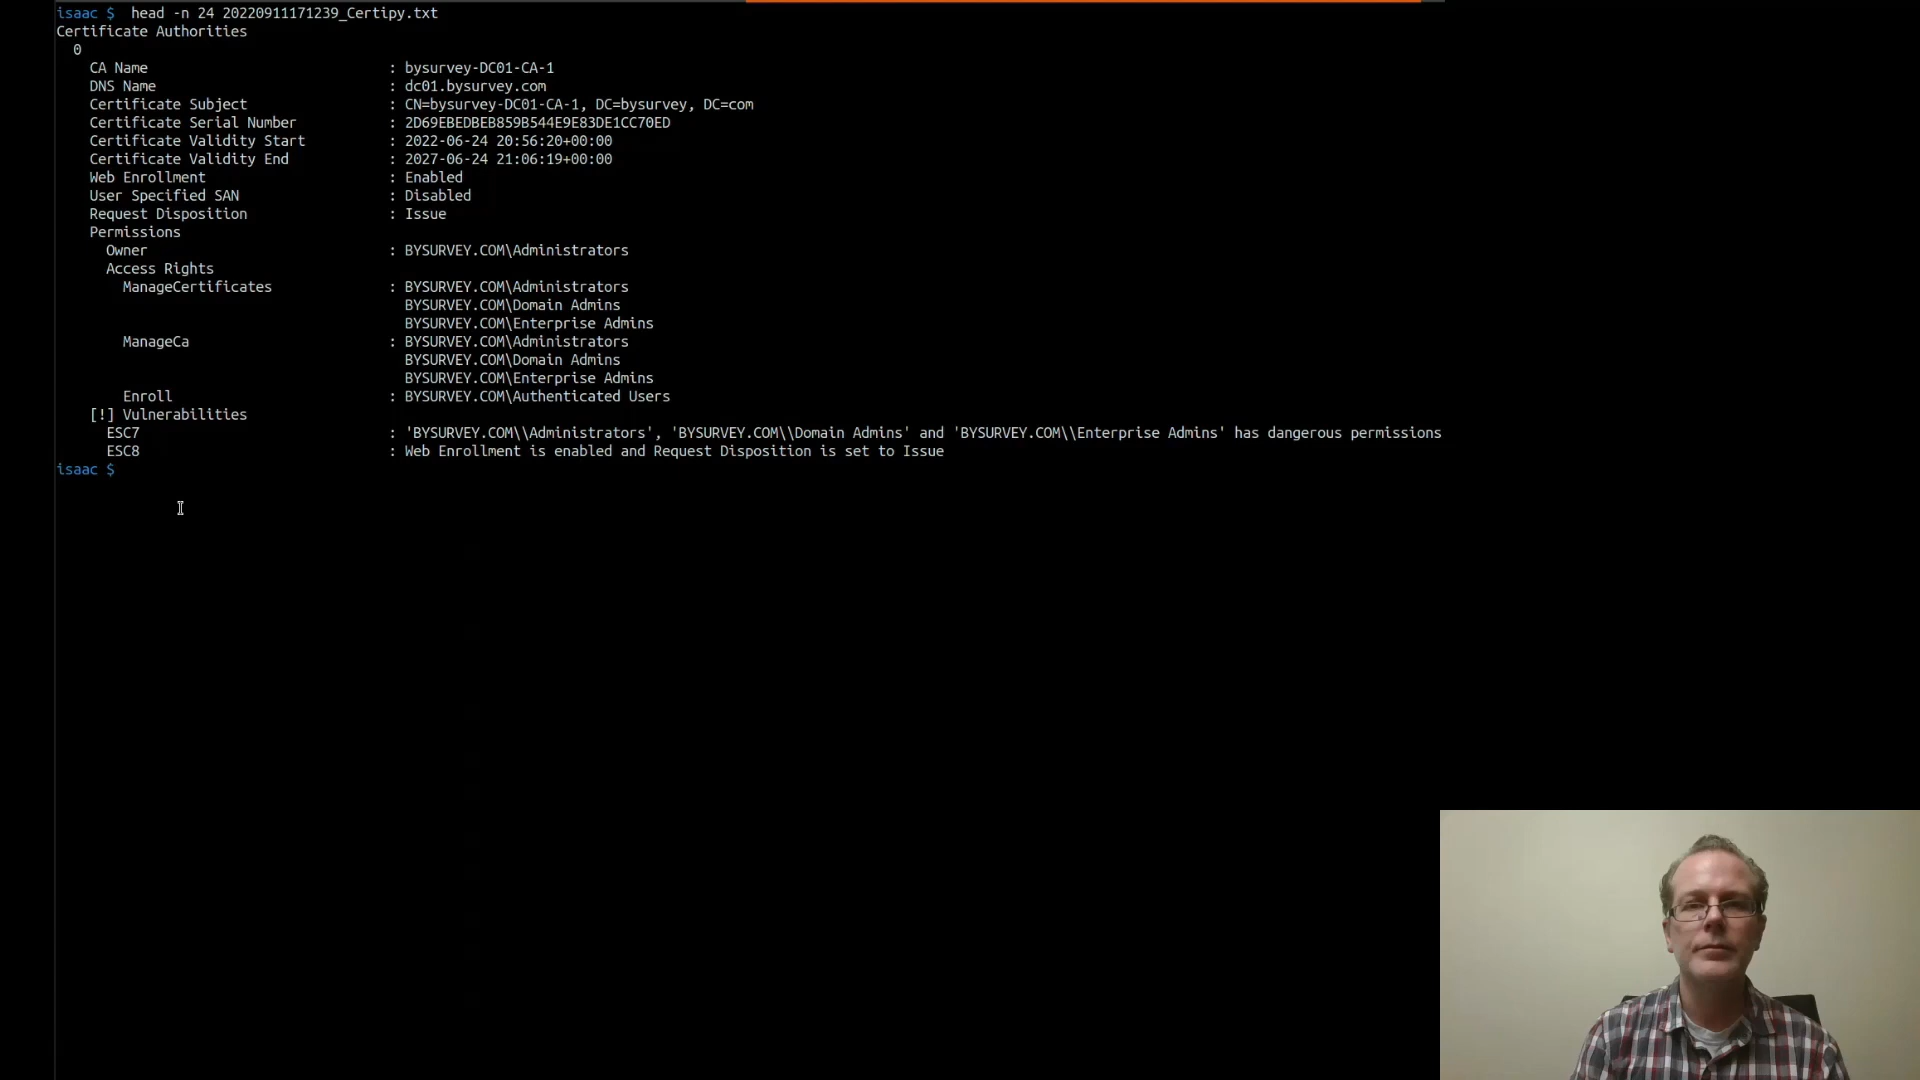 isaac $  head -n 24 20220911171239_Certipy.txt
Certificate Authorities
0
CA Name : bysurvey-DC01-CA-1
DNS Name : dc01.bysurvey.com
Certificate Subject : CN=bysurvey-DC01-CA-1, DC=bysurvey, DC=com
Certificate Serial Number : 2D69EBEDBEB859B544E9E83DE1CC70ED
Certificate Validity Start : 2022-06-24 20:56:20+00:00
Certificate Validity End : 2027-06-24 21:06:19+00:00
Web Enrollment : Enabled
User Specified SAN : Disabled
Request Disposition : Issue
Permissions
Owner : BYSURVEY.COM\Administrators
Access Rights
ManageCertificates : BYSURVEY.COM\Administrators
BYSURVEY.COM\Domain Admins
BYSURVEY.COM\Enterprise Admins
ManageCa : BYSURVEY.COM\Administrators
BYSURVEY.COM\Domain Admins
BYSURVEY.COM\Enterprise Admins
Enroll : BYSURVEY.COM\Authenticated Users
[!] Vulnerabilities
ESC7 : 'BYSURVEY.COM\\Administrators', 'BYSURVEY.COM\\Domain Admins' and 'BYSURVEY.COM\\Enterprise Admins' has dangerous permissions
ESC8 : Web Enrollment is enabled and Request Disposition is set to Issue
isaac $